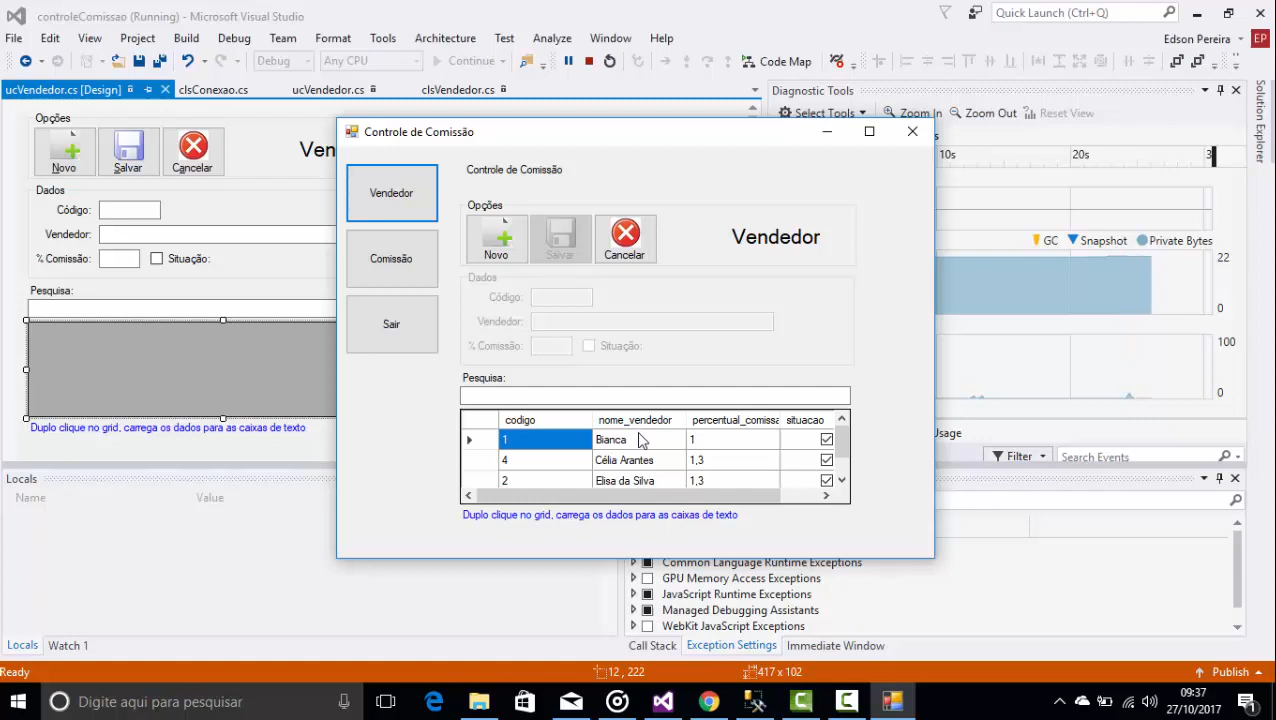 controleComissao (Running) - Microsoft Visual Studio
Quick Launch (Ctrl+Q)
File Edit View Project Build Debug Team Format Tools Architecture Test Analyze Window Help
Edson Pereira EP
Debug Any CPU Continue Code Map
ucVendedor.cs [Design] clsConexao.cs ucVendedor.cs clsVendedor.cs
Diagnostic Tools
Select Tools Zoom In Zoom Out Reset View
Solution Explorer
Opções
Novo Salvar Cancelar
Ven
Dados
Código:
Vendedor:
% Comissão: Situação:
Pesquisa:
Duplo clique no grid, carrega os dados para as caixas de texto
Controle de Comissão
Vendedor
Comissão
Sair
Controle de Comissão
Opções
Novo Salvar Cancelar
Vendedor
Dados
Código:
Vendedor:
% Comissão: Situação:
Pesquisa:
codigo nome_vendedor percentual_comissa situacao
1 Bianca 1
4 Célia Arantes 1,3
2 Elisa da Silva 1,3
Duplo clique no grid, carrega os dados para as caixas de texto
10s 20s 3
GC Snapshot Private Bytes
22
0
100
0
Usage
Filter Search Events
Locals
Name Value
Common Language Runtime Exceptions
GPU Memory Access Exceptions
JavaScript Runtime Exceptions
Managed Debugging Assistants
WebKit JavaScript Exceptions
Locals Watch 1
Call Stack Exception Settings Immediate Window
Ready 12 , 222 417 x 102 Publish
Digite aqui para pesquisar
09:37
27/10/2017
1